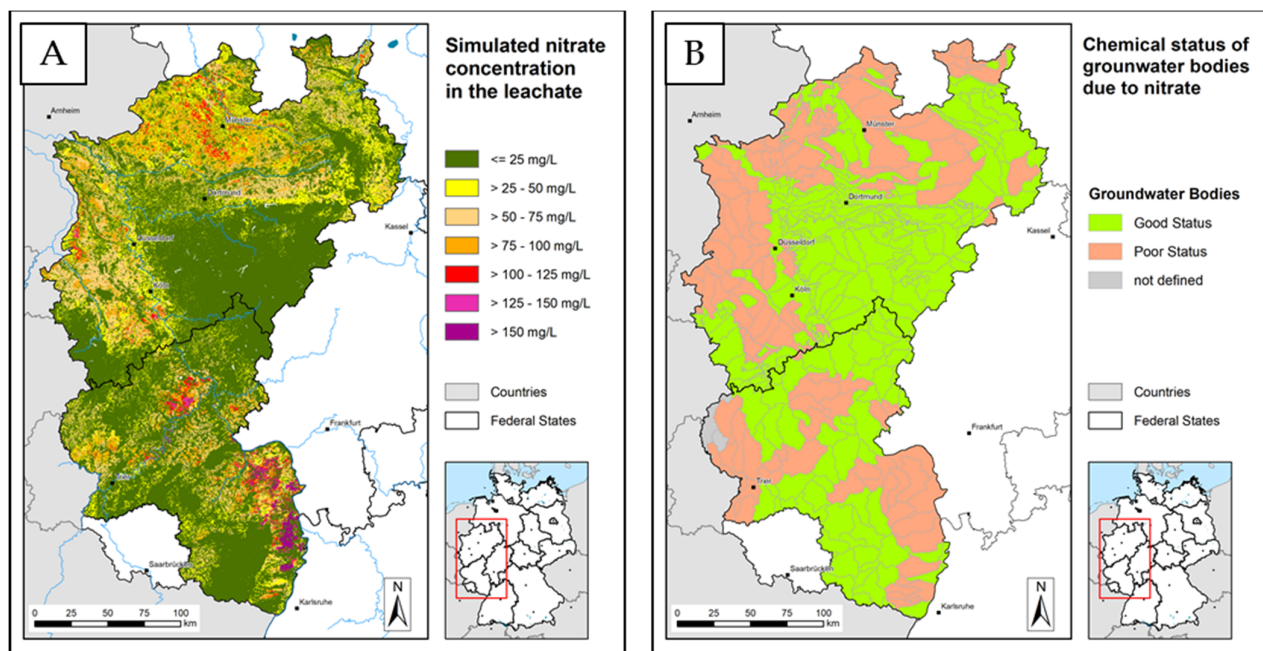 A
Simulated nitrate
concentration
in the leachate
Arnheim
Münster
<= 25 mg/L
> 25 - 50 mg/L
Dortmund
> 50 - 75 mg/L
Kassel
Düsseldorf
> 75 - 100 mg/L
> 100 - 125 mg/L
Köln
> 125 - 150 mg/L
> 150 mg/L
Countries
Federal States
Frankfurt
Trier
Saarbrücken
N
Karlsruhe
0 25 50 75 100
km
B
Chemical status of
grounwater bodies
due to nitrate
Arnheim
Münster
Groundwater Bodies
Dortmund
Good Status
Kassel
Düsseldorf
Poor Status
not defined
Köln
Countries
Federal States
Frankfurt
Trier
Saarbrücken
N
Karlsruhe
0 25 50 75 100
km